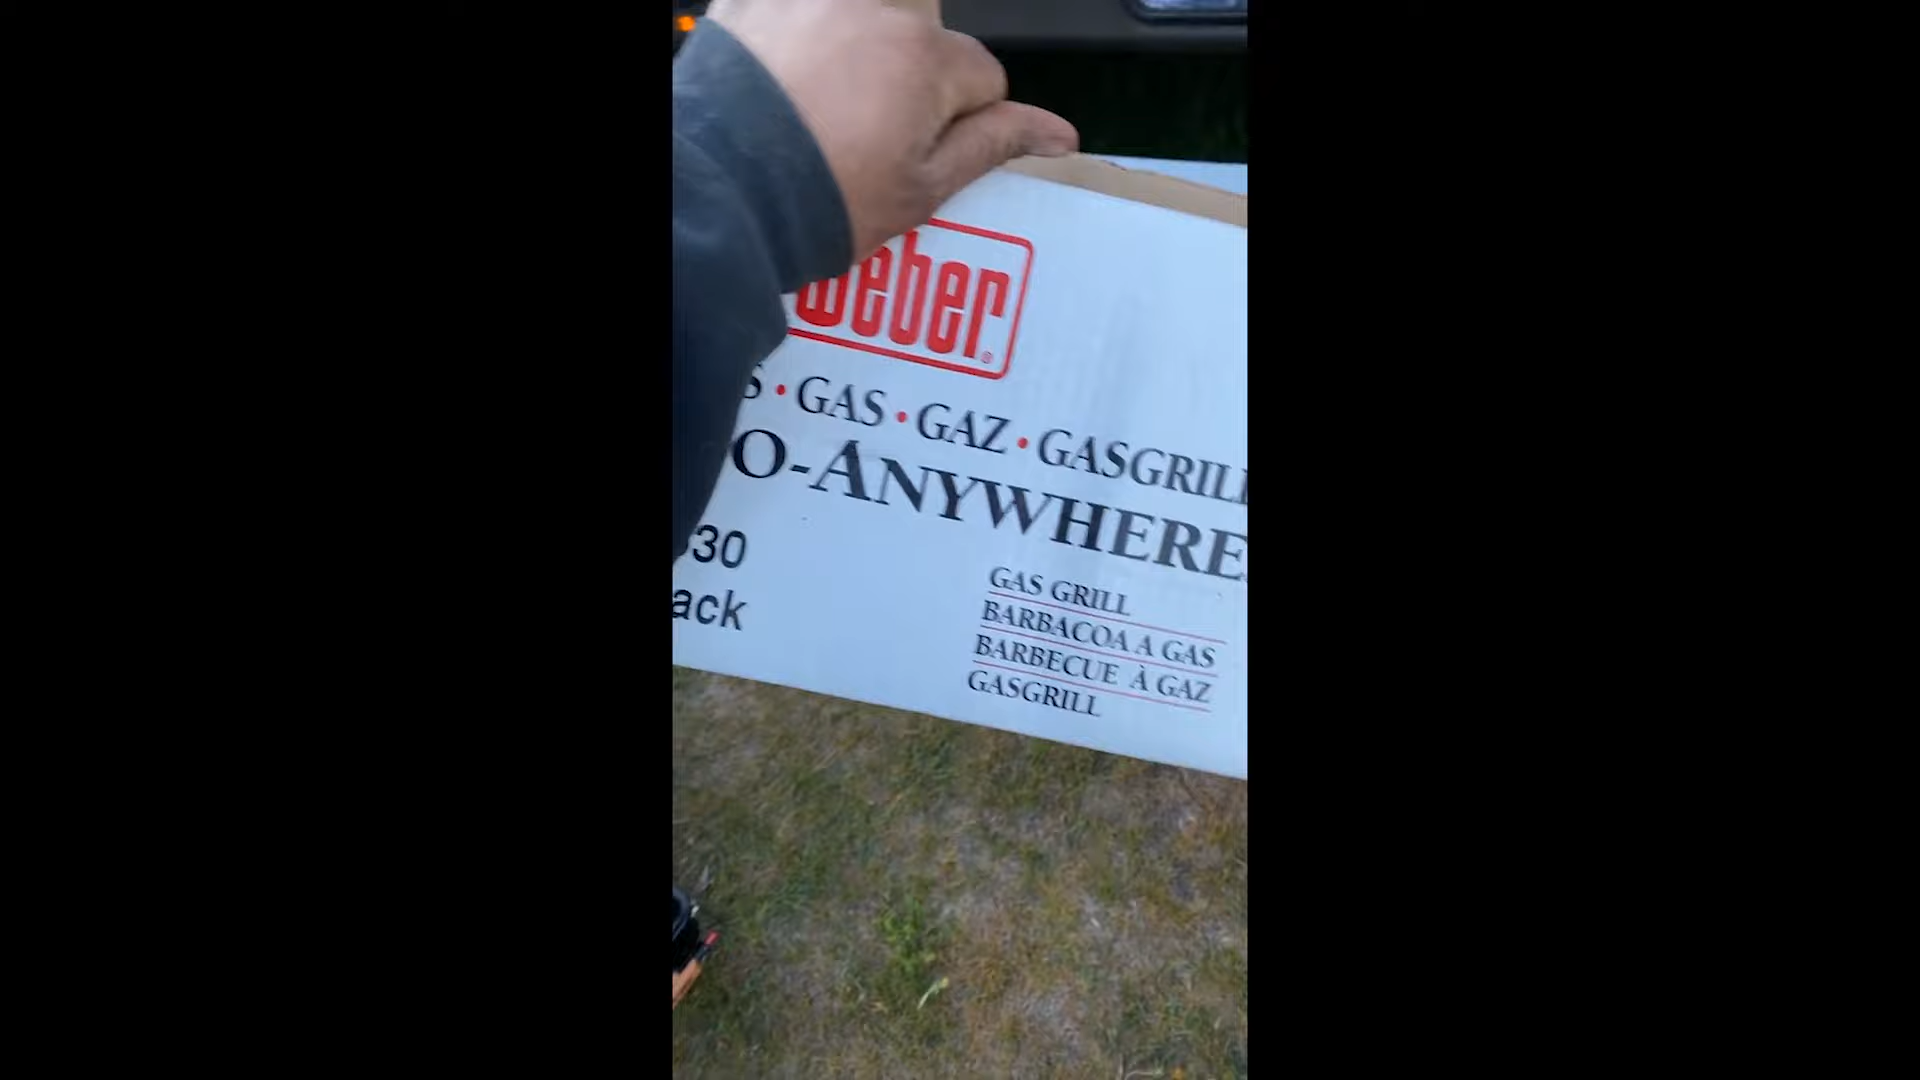 Weber
S • GAS • GAZ • GASGRILL
O-ANYWHERE
30
ack
GAS GRILL
BARBACOA A GAS
BARBECUE À GAZ
GASGRILL